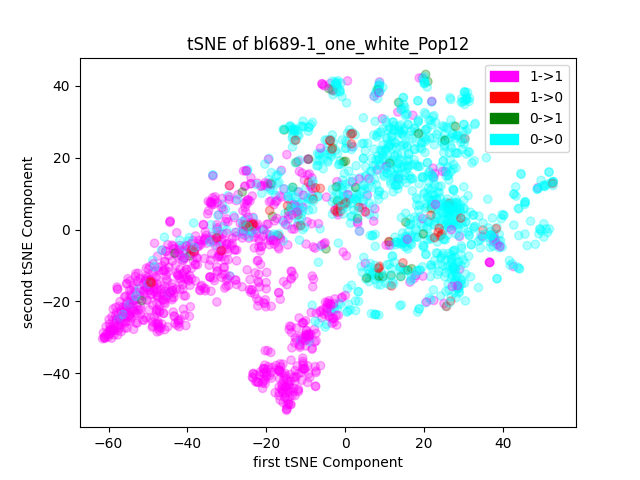 tSNE of bl689-1_one_white_Pop12
1->1
1->0
0->1
0->0
second tSNE Component
40
20
0
−20
−40
−60 −40 −20 0 20 40
first tSNE Component